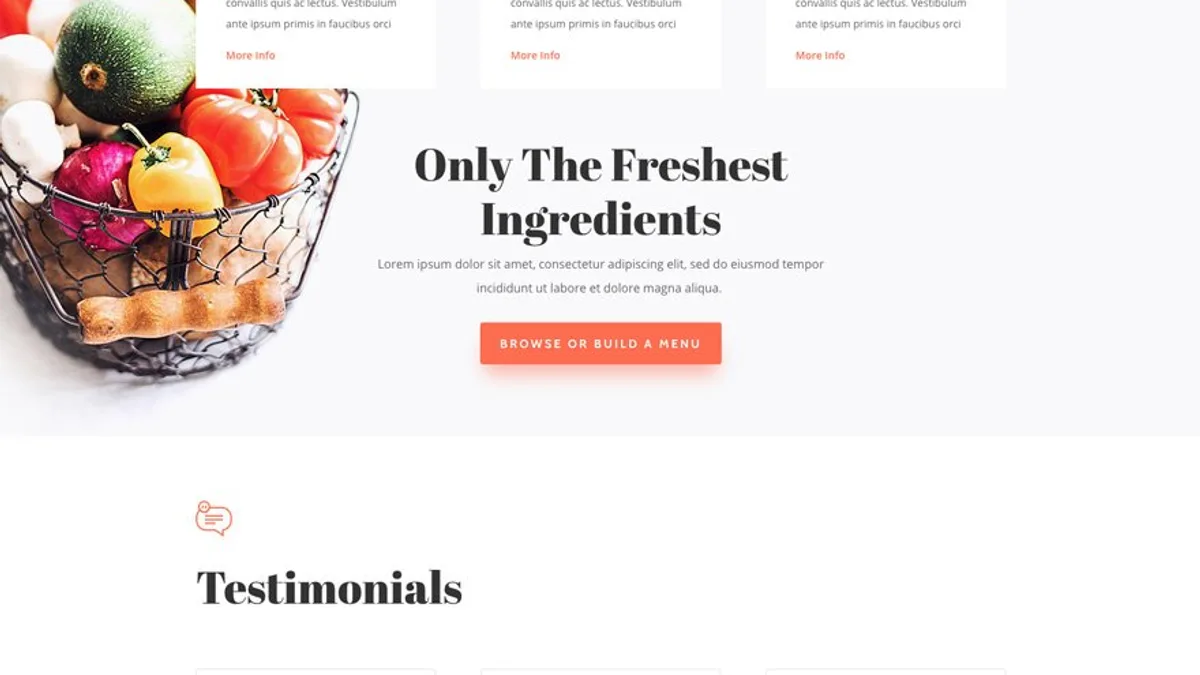 convallis quis ac lectus. Vestibulum
ante ipsum primis in faucibus orci
More Info
convallis quis ac lectus. Vestibulum
ante ipsum primis in faucibus orci
More Info
convallis quis ac lectus. Vestibulum
ante ipsum primis in faucibus orci
More Info
Only The Freshest
Ingredients
Lorem ipsum dolor sit amet, consectetur adipiscing elit, sed do eiusmod tempor
incididunt ut labore et dolore magna aliqua.
BROWSE OR BUILD A MENU
Testimonials